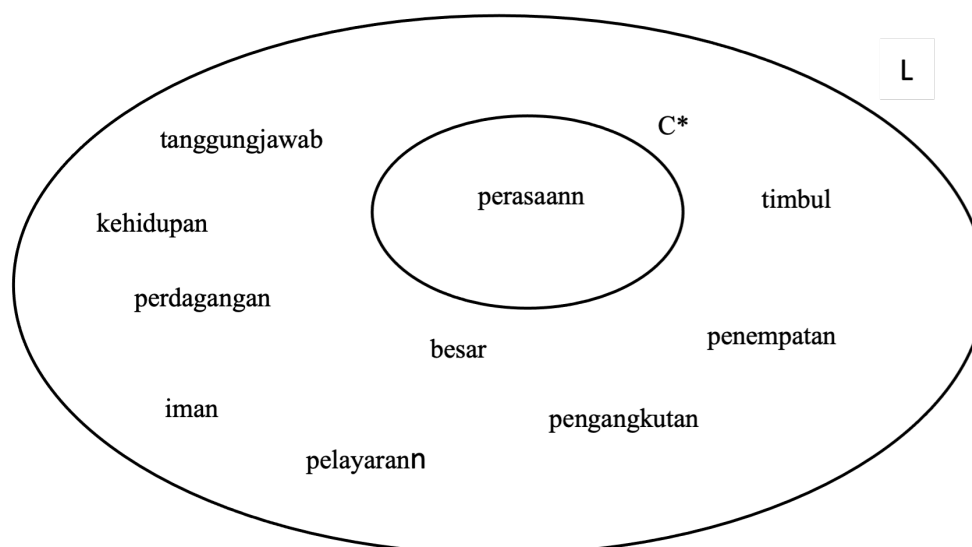 L
C*
tanggungjawab
perasaann
timbul
kehidupan
perdagangan
penempatan
besar
iman
pengangkutan
pelayarann